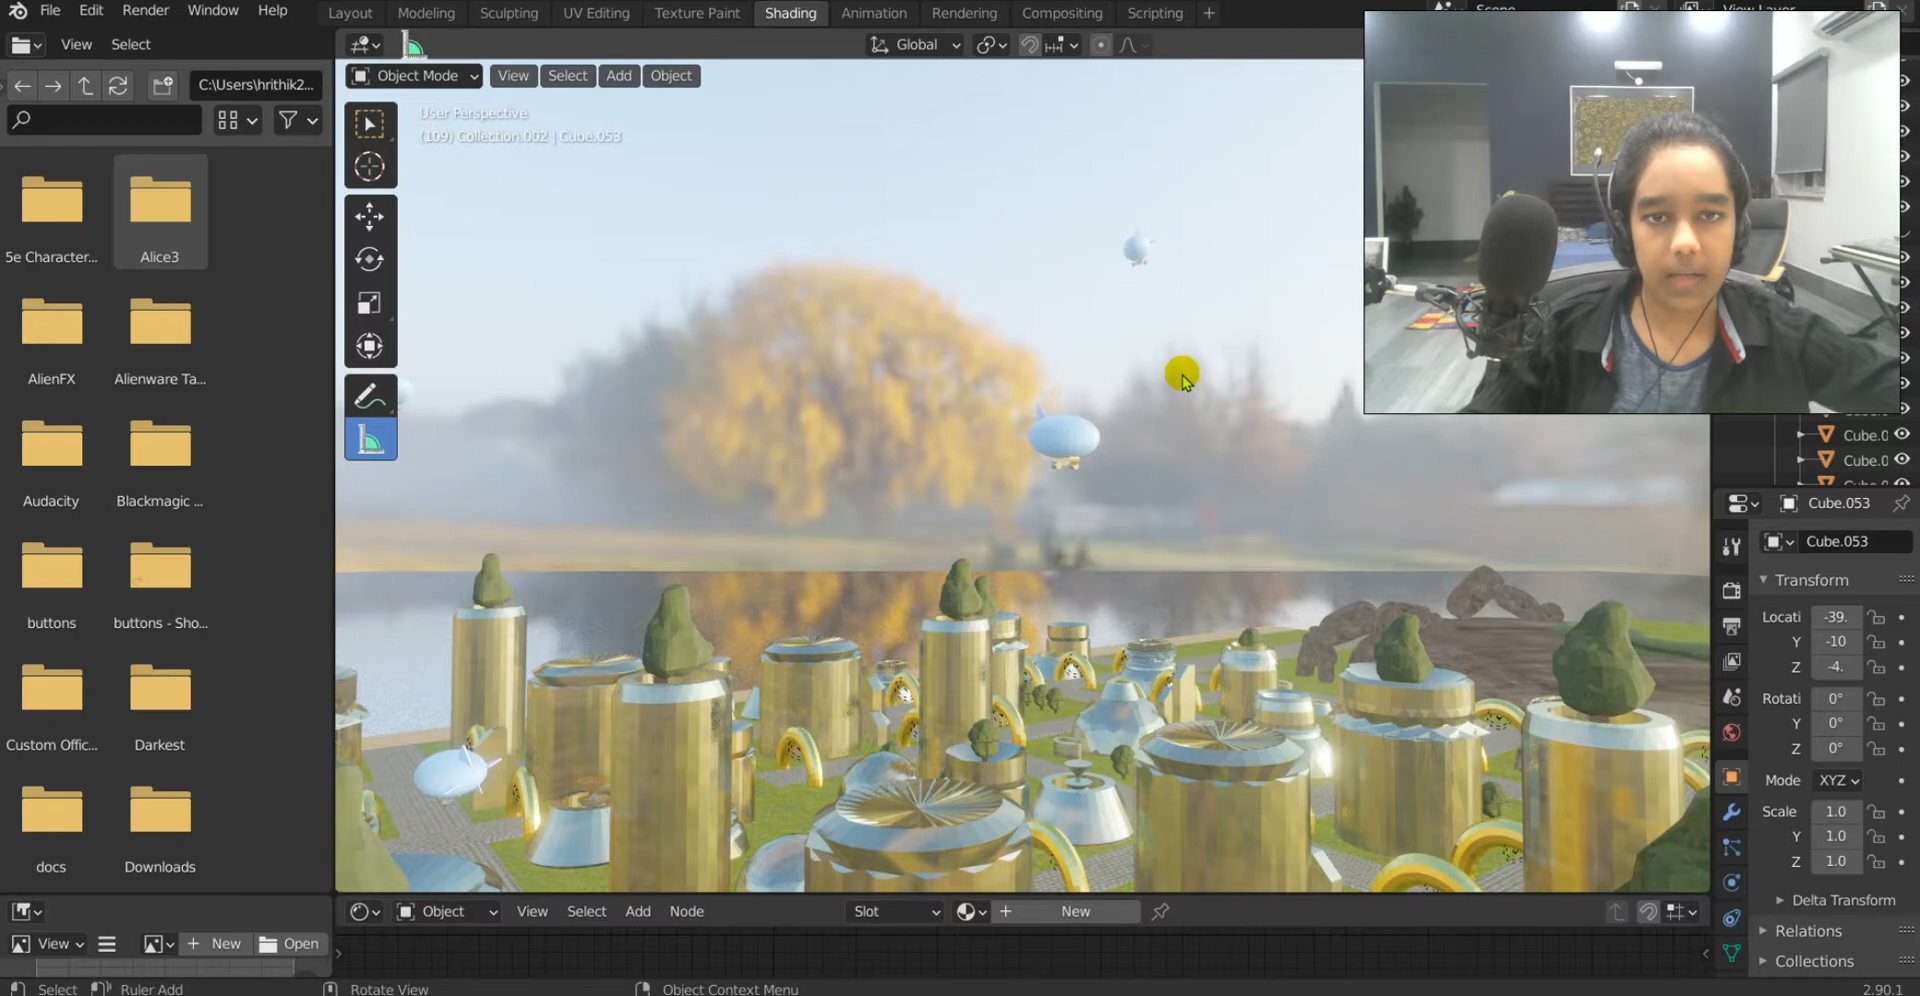 File Edit Render Window Help Layout Modeling Sculpting UV Editing Texture Paint Shading Animation Rendering Compositing Scripting +
View Select Global
Object Mode View Select Add Object
C:\Users\hrithik2...
User Perspective
(109) Collection.002 | Cube.053
5e Character... Alice3
AlienFX Alienware Ta...
Audacity Blackmagic ...
buttons buttons - Sho...
Custom Offic... Darkest
docs Downloads
Cube.0
Cube.0
Cube.053
Cube.053
Transform
Locati -39.
Y -10
Z -4.
Rotati 0°
Y 0°
Z 0°
Mode XYZ
Scale 1.0
Y 1.0
Z 1.0
Delta Transform
Relations
Collections
Object View Select Add Node Slot + New
View + New Open
Select Ruler Add Rotate View Object Context Menu 2.90.1